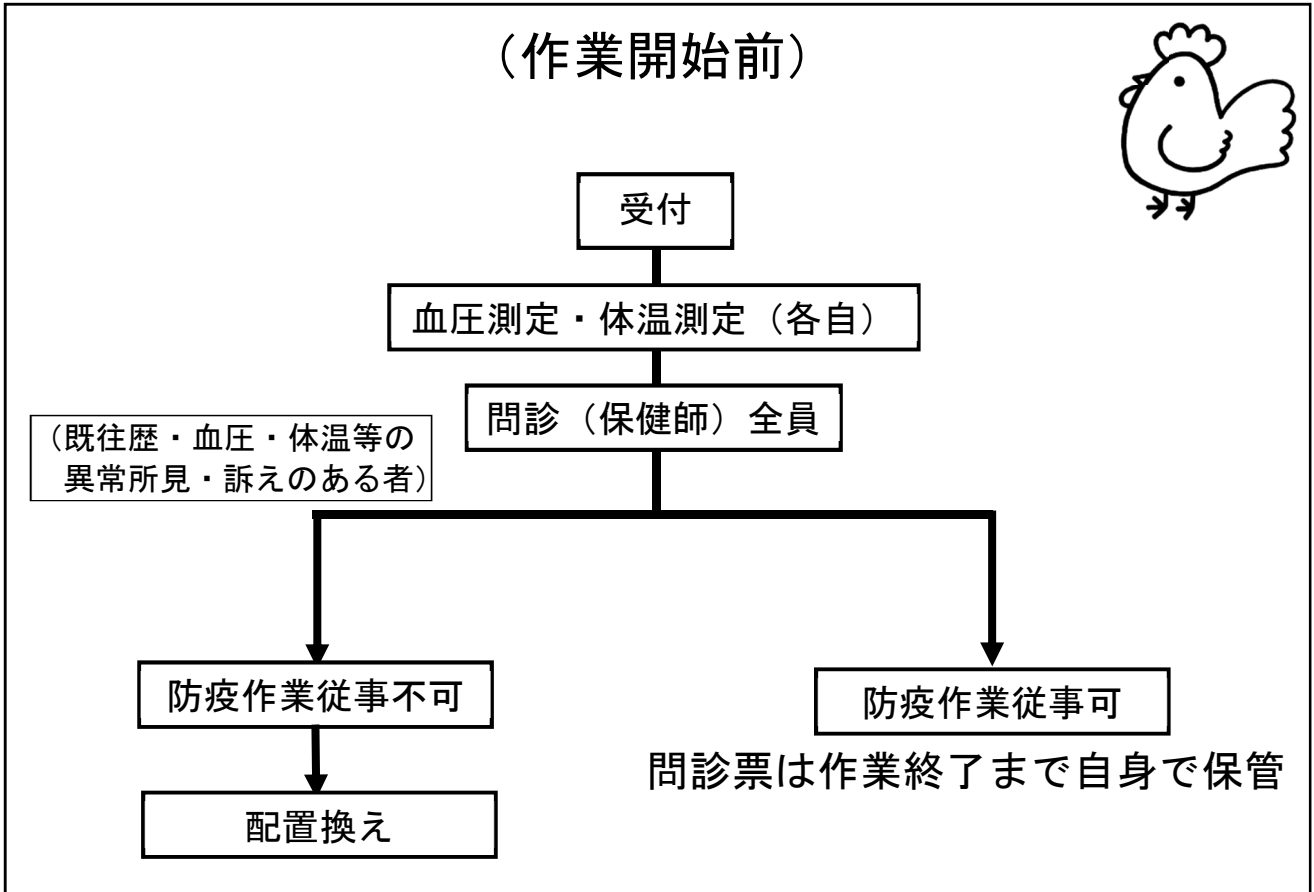 （作業開始前）
受付
血圧測定・体温測定（各自）
問診（保健師）全員
（既往歴・血圧・体温等の
異常所見・訴えのある者）
防疫作業従事不可
防疫作業従事可
問診票は作業終了まで自身で保管
配置換え